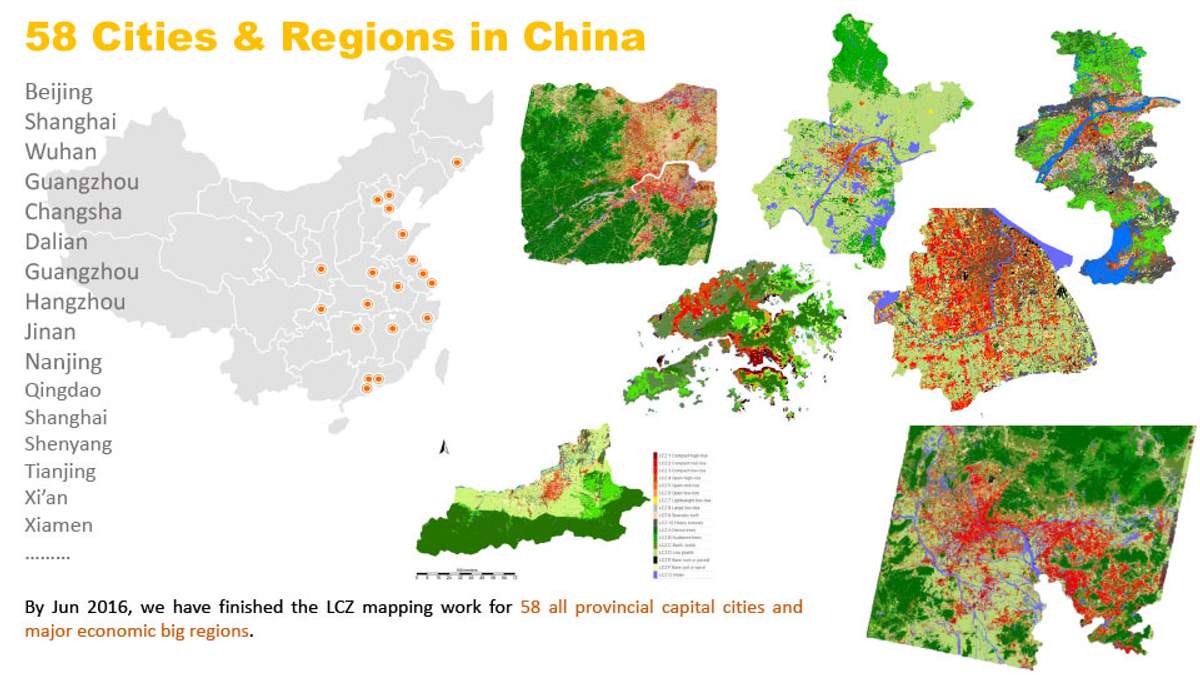 58 Cities & Regions in China
Beijing
Shanghai
Wuhan
Guangzhou
Changsha
Dalian
Guangzhou
Hangzhou
Jinan
Nanjing
Qingdao
Shanghai
Shenyang
Tianjing
Xi'an
Xiamen
.........
By Jun 2016, we have finished the LCZ mapping work for 58 all provincial capital cities and
major economic big regions.
LCZ 1 Compact high-rise
LCZ 2 Compact mid-rise
LCZ 3 Compact low-rise
LCZ 4 Open high-rise
LCZ 5 Open mid-rise
LCZ 6 Open low-rise
LCZ 7 Lightweight low-rise
LCZ 8 Large low-rise
LCZ 9 Sparsely built
LCZ 10 Heavy industry
LCZ A Dense trees
LCZ B Scattered trees
LCZ C Bush, scrub
LCZ D Low plants
LCZ E Bare rock or paved
LCZ F Bare soil or sand
LCZ G Water
Kilometers